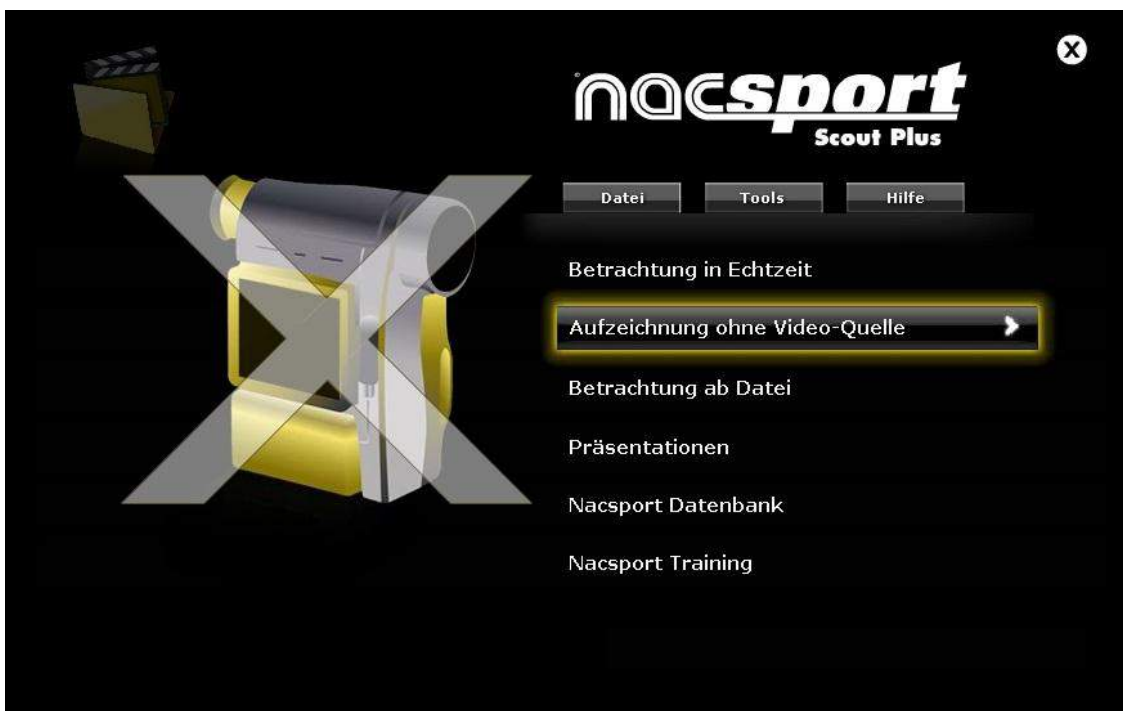 nacsport
Scout Plus
Datei Tools Hilfe
Betrachtung in Echtzeit
Aufzeichnung ohne Video-Quelle
Betrachtung ab Datei
Präsentationen
Nacsport Datenbank
Nacsport Training